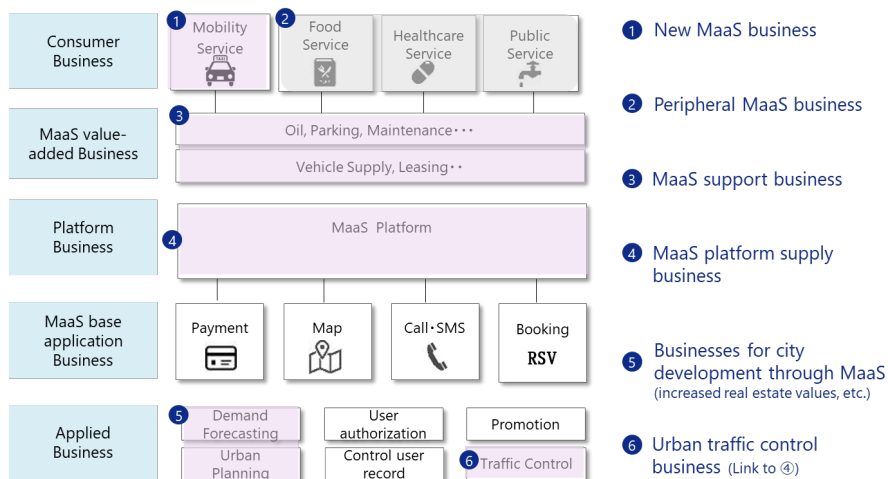 Consumer
Business
1
Mobility
Service
TAXI
2
Food
Service
Healthcare
Service
Public
Service
MaaS value-
added Business
3
Oil, Parking, Maintenance･･･
Vehicle Supply, Leasing･･
Platform
Business
4
MaaS Platform
MaaS base
application
Business
Payment
Map
Call･SMS
Booking
RSV
Applied
Business
5
Demand
Forecasting
User
authorization
Promotion
Urban
Planning
Control user
record
6
Traffic Control
1 New MaaS business
2 Peripheral MaaS business
3 MaaS support business
4 MaaS platform supply
business
5 Businesses for city
development through MaaS
(increased real estate values, etc.)
6 Urban traffic control
business (Link to ④)